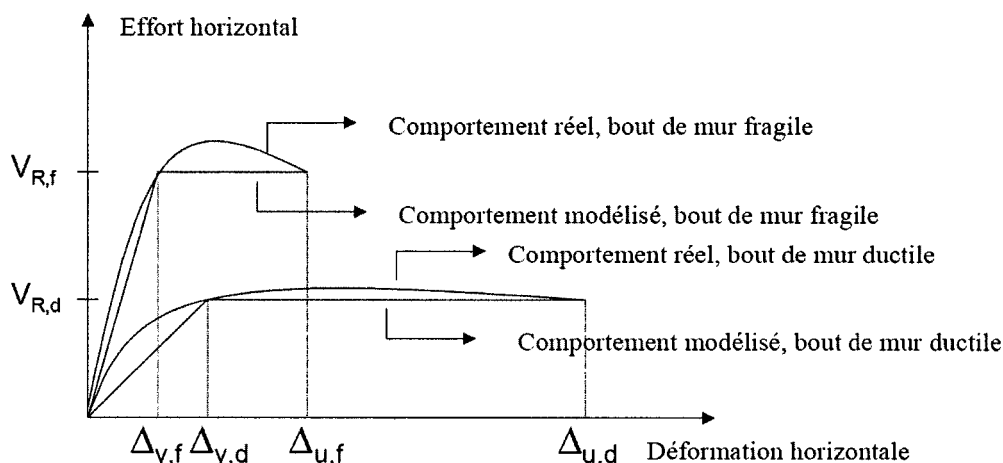 Effort horizontal
Comportement réel, bout de mur fragile
V_R,f
Comportement modélisé, bout de mur fragile
Comportement réel, bout de mur ductile
V_R,d
Comportement modélisé, bout de mur ductile
Δ_y,f Δ_y,d Δ_u,f Δ_u,d Déformation horizontale